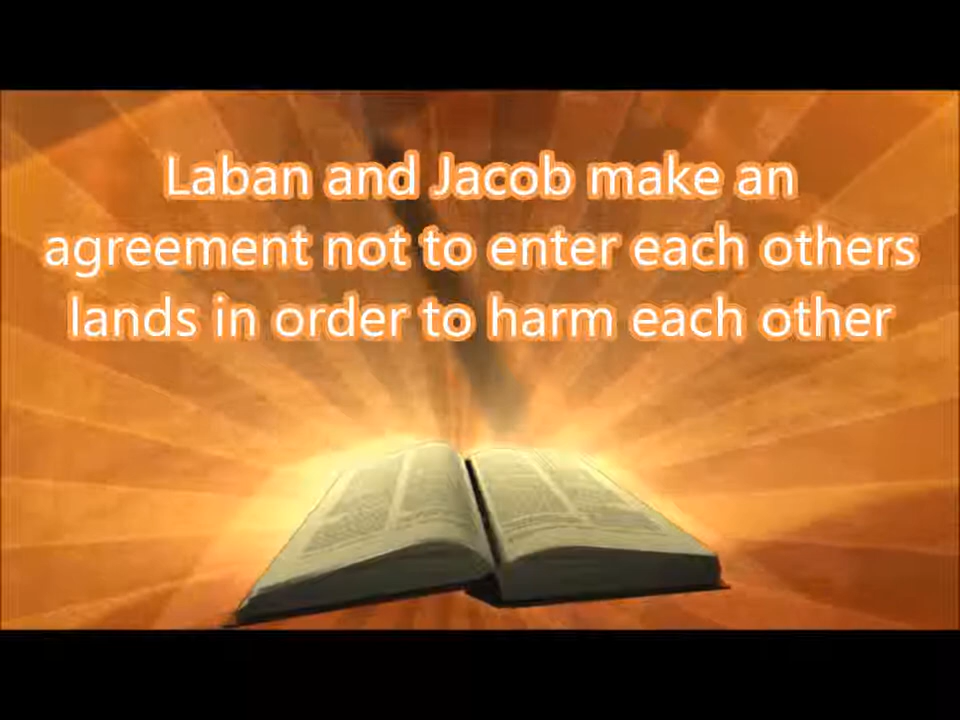 Laban and Jacob make an
agreement not to enter each others
lands in order to harm each other